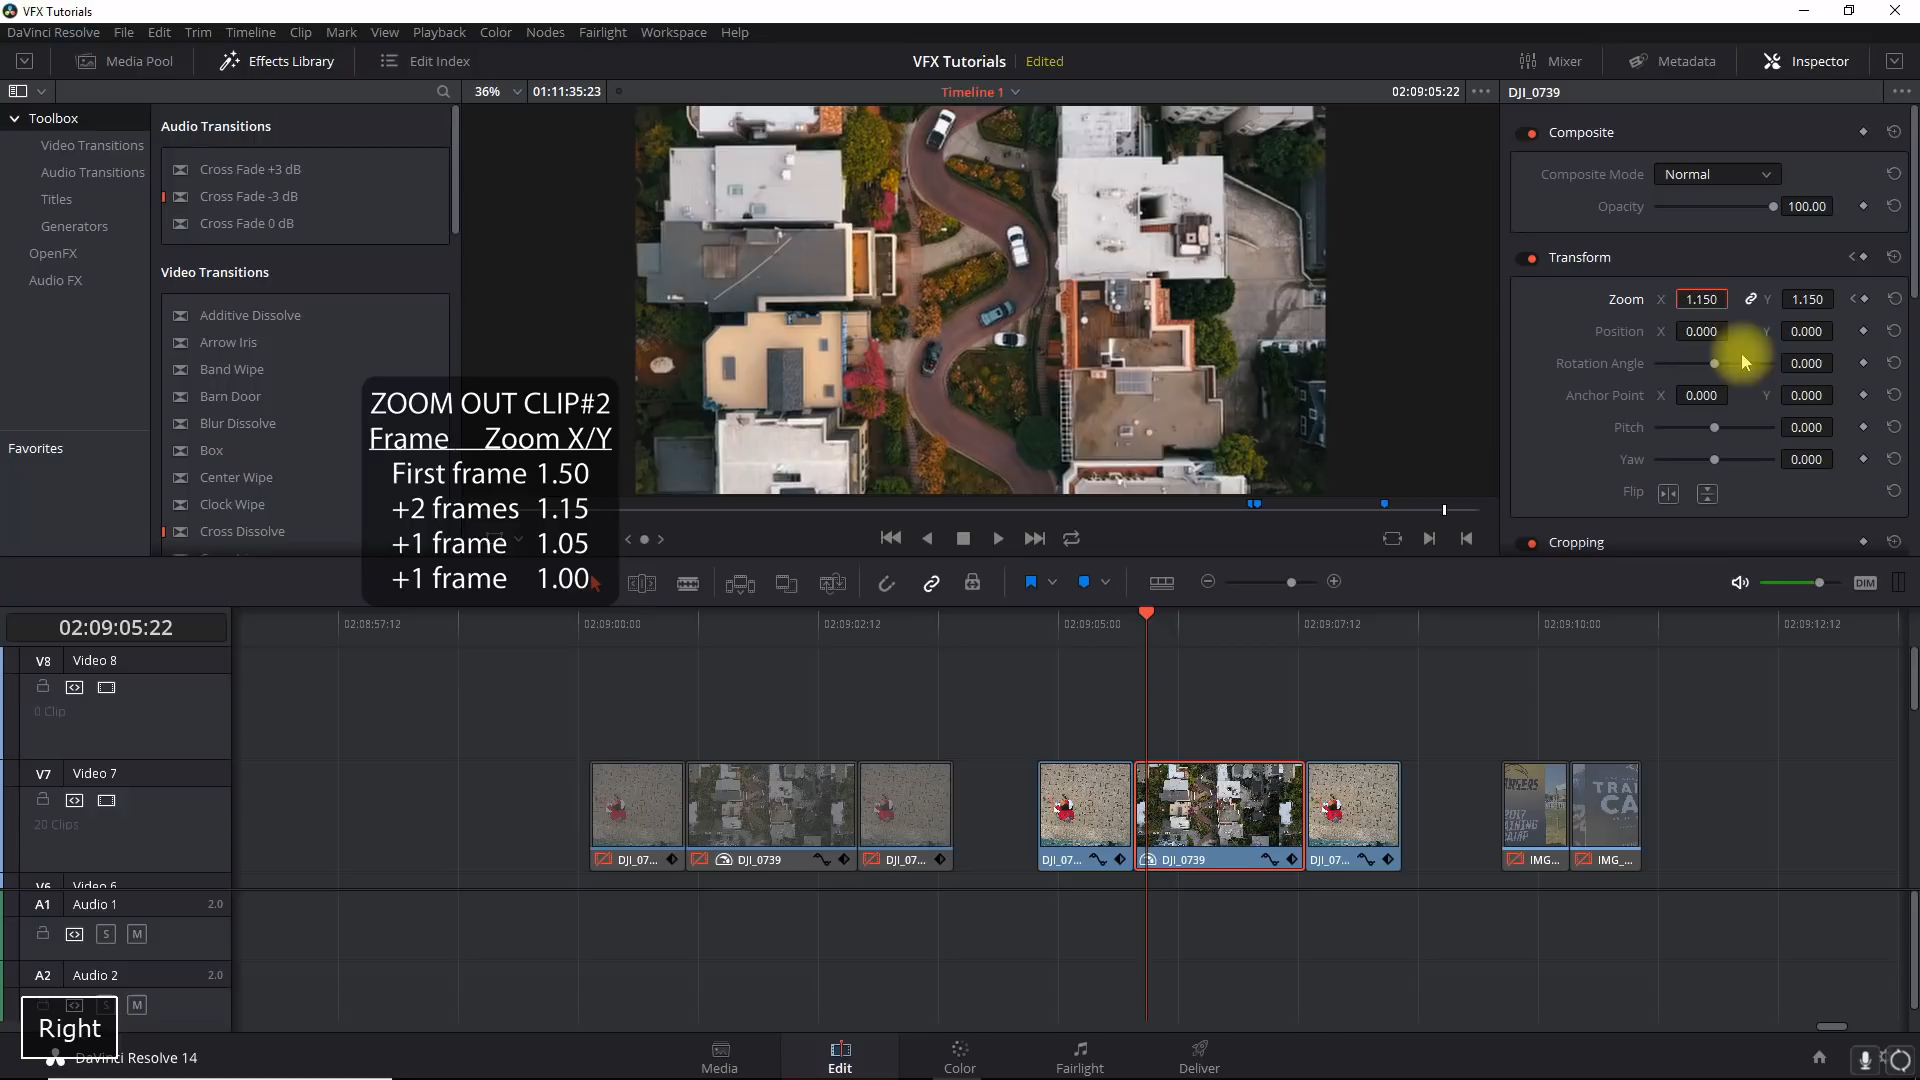 VFX Tutorials
DaVinci Resolve File Edit Trim Timeline Clip Mark View Playback Color Nodes Fairlight Workspace Help
Media Pool Effects Library Edit Index VFX Tutorials Edited Mixer Metadata Inspector
36% 01:11:35:23 Timeline 1 02:09:05:22 DJI_0739
Toolbox
Video Transitions
Audio Transitions
Titles
Generators
OpenFX
Audio FX
Favorites
Audio Transitions
Cross Fade +3 dB
Cross Fade -3 dB
Cross Fade 0 dB
Video Transitions
Additive Dissolve
Arrow Iris
Band Wipe
Barn Door
Blur Dissolve
Box
Center Wipe
Clock Wipe
Cross Dissolve
ZOOM OUT CLIP#2
Frame Zoom X/Y
First frame 1.50
+2 frames 1.15
+1 frame 1.05
+1 frame 1.00
Composite
Composite Mode Normal
Opacity 100.00
Transform
Zoom X 1.150 Y 1.150
Position X 0.000 Y 0.000
Rotation Angle 0.000
Anchor Point X 0.000 Y 0.000
Pitch 0.000
Yaw 0.000
Flip
Cropping
DIM
02:09:05:22 02:08:57:12 02:09:00:00 02:09:02:12 02:09:05:00 02:09:07:12 02:09:10:00 02:09:12:12
V8 Video 8
0 Clip
V7 Video 7
20 Clips
DJI_07... DJI_0739 DJI_07... DJI_07... DJI_0739 DJI_07... IMG... IMG_...
V6 Video 6
A1 Audio 1 2.0
S M
A2 Audio 2 2.0
S M
Right
DaVinci Resolve 14
Media Edit Color Fairlight Deliver